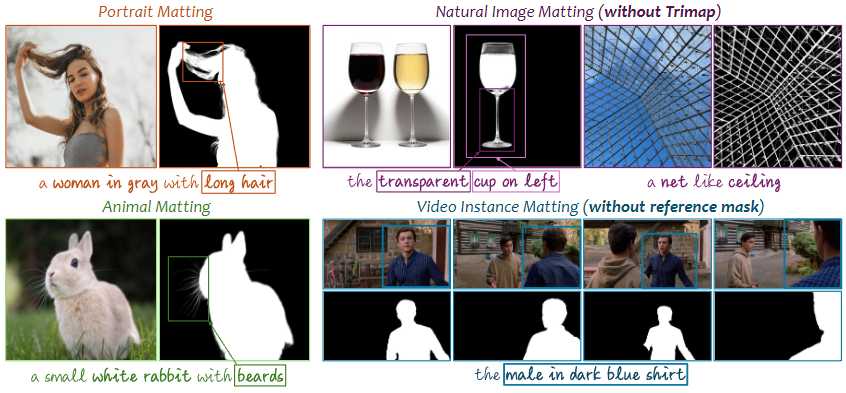 Portrait Matting
Natural Image Matting (without Trimap)
a woman in gray with long hair
the transparent cup on left
a net like ceiling
Animal Matting
Video Instance Matting (without reference mask)
a small white rabbit with beards
the male in dark blue shirt